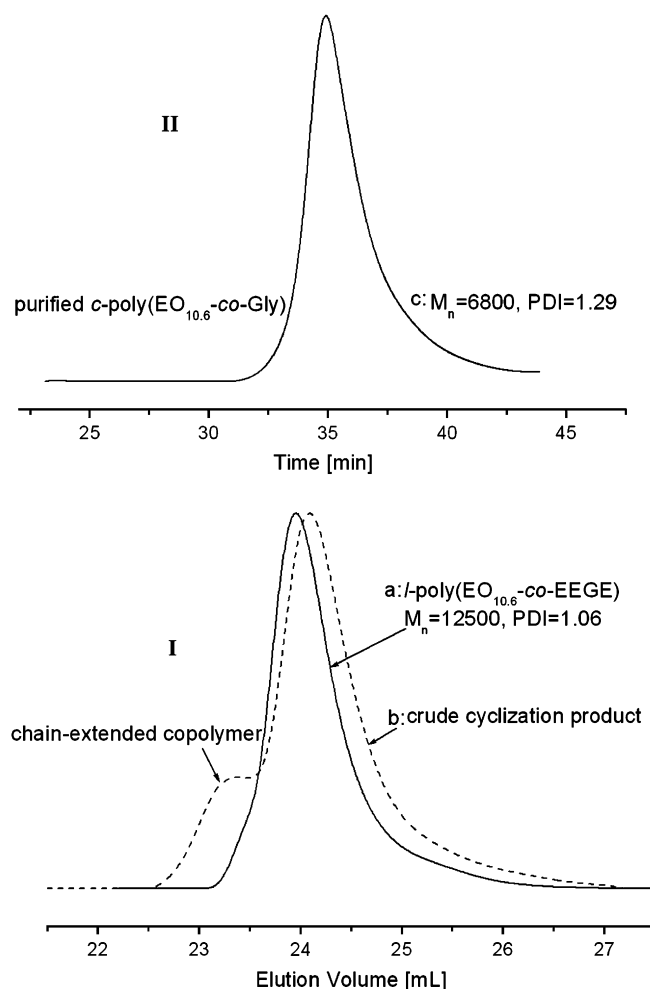 II
purified c-poly(EO10.6-co-Gly)
c: Mn=6800, PDI=1.29
25 30 35 40 45
Time [min]
a:l-poly(EO10.6-co-EEGE)
Mn=12500, PDI=1.06
I
b:crude cyclization product
chain-extended copolymer
22 23 24 25 26 27
Elution Volume [mL]